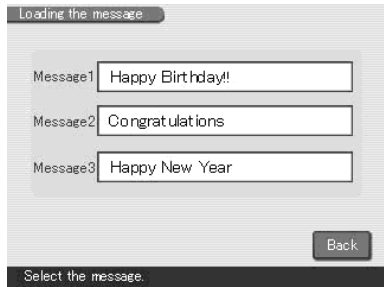 Loading the message
Message1 Happy Birthday!!
Message2 Congratulations
Message3 Happy New Year
Back
Select the message.